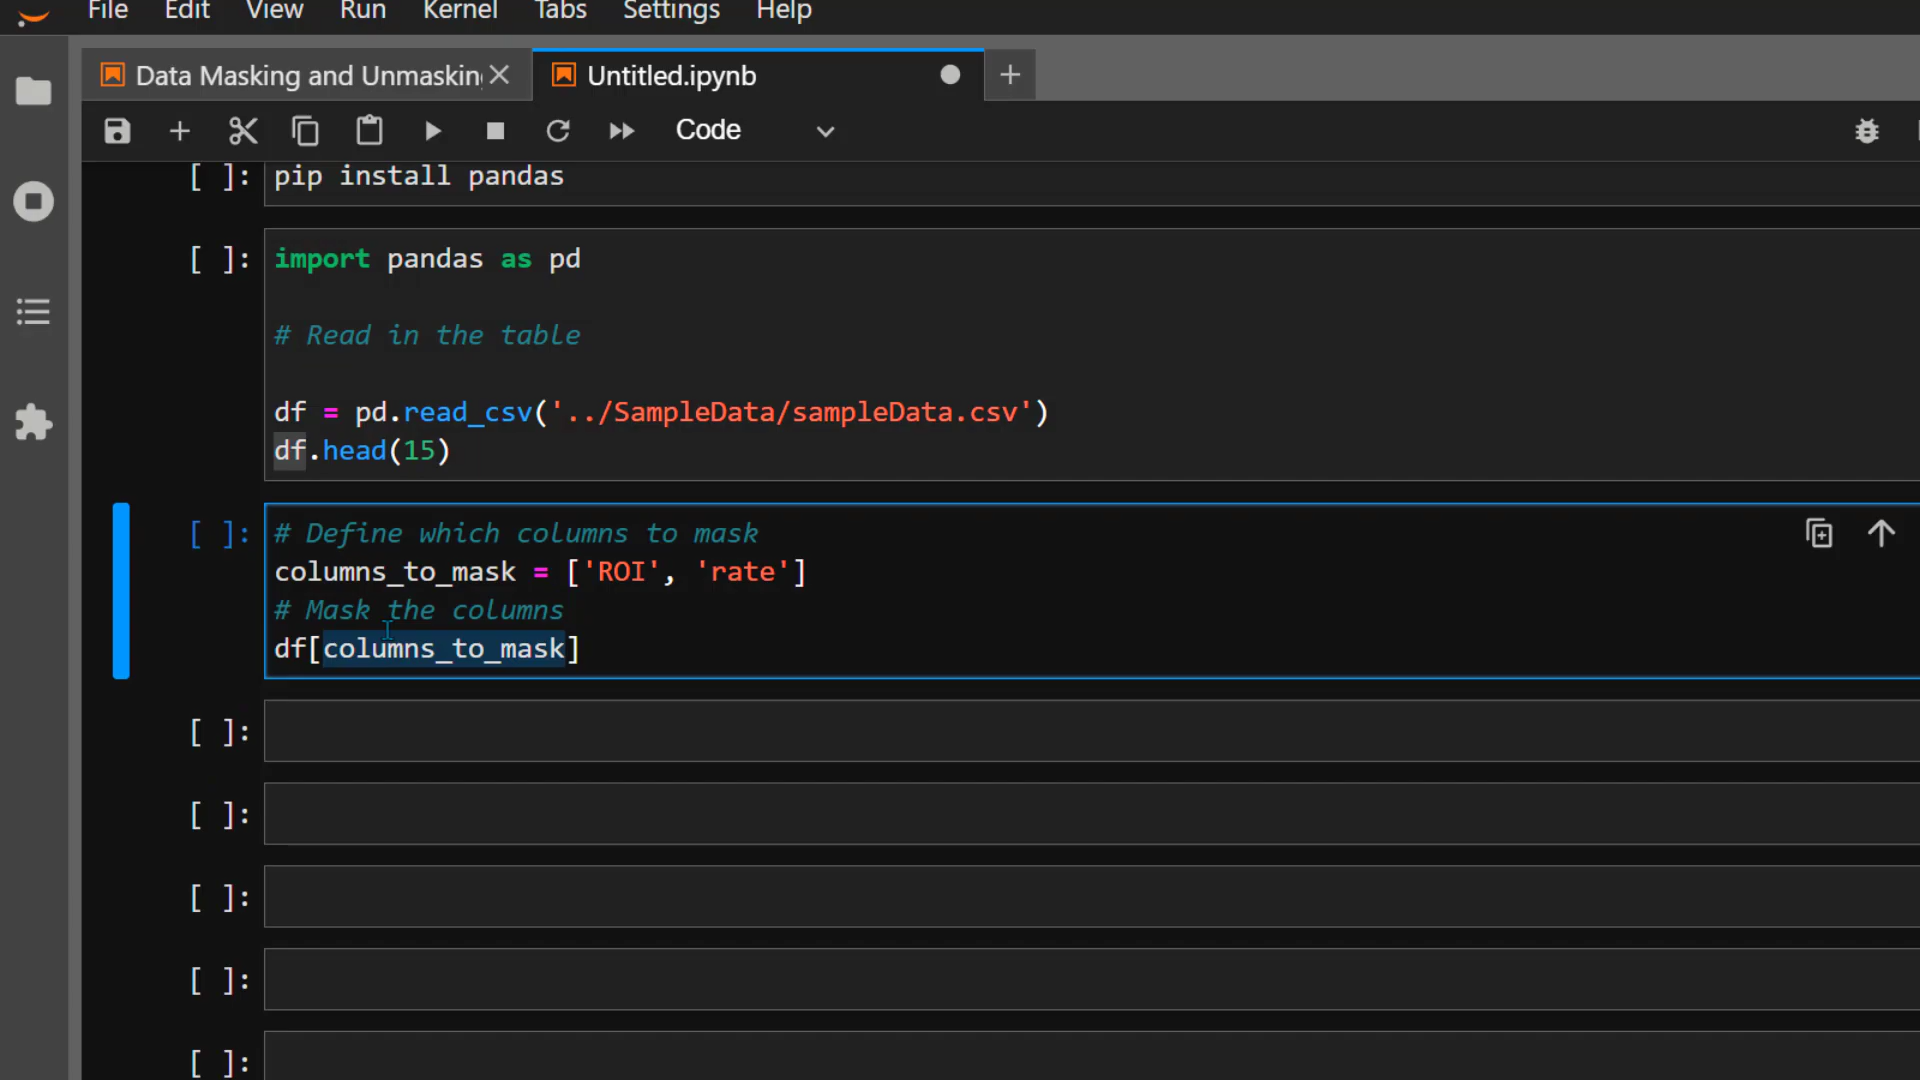 File Edit View Run Kernel Tabs Settings Help
Data Masking and Unmasking Untitled.ipynb
Code
[ ]: pip install pandas
[ ]: import pandas as pd
# Read in the table
df = pd.read_csv('../SampleData/sampleData.csv')
df.head(15)
[ ]: # Define which columns to mask
columns_to_mask = ['ROI', 'rate']
# Mask the columns
df[columns_to_mask]
[ ]:
[ ]:
[ ]:
[ ]:
[ ]: